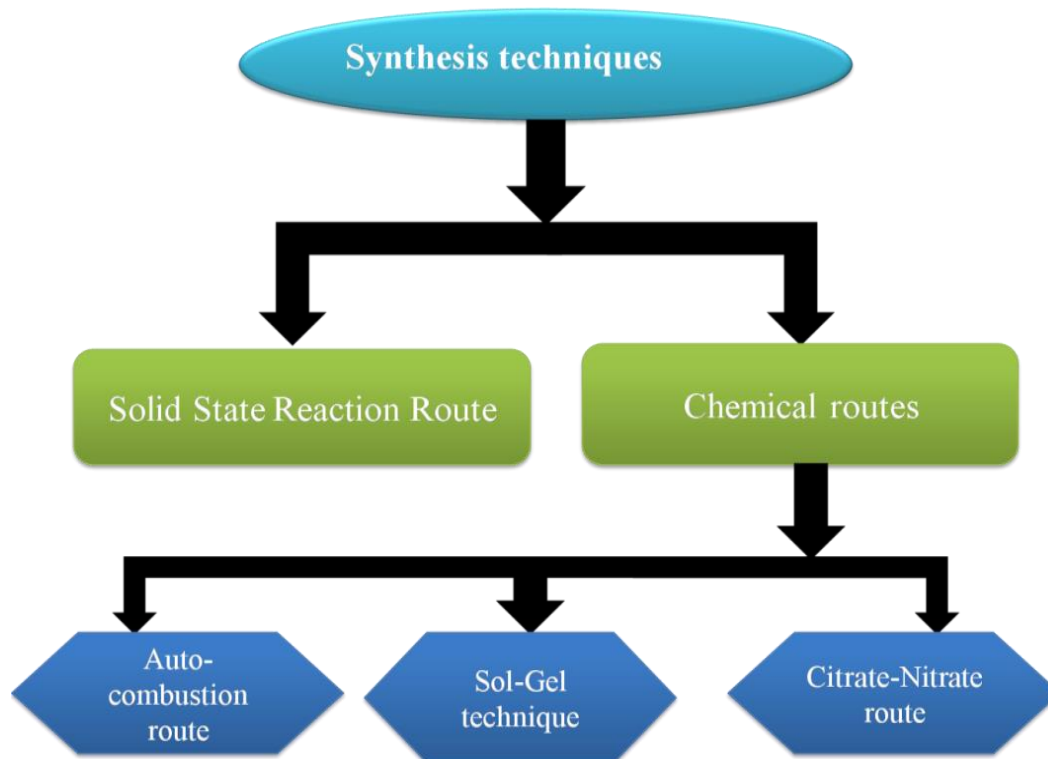 Synthesis techniques
Solid State Reaction Route
Chemical routes
Auto-
combustion
route
Sol-Gel
technique
Citrate-Nitrate
route